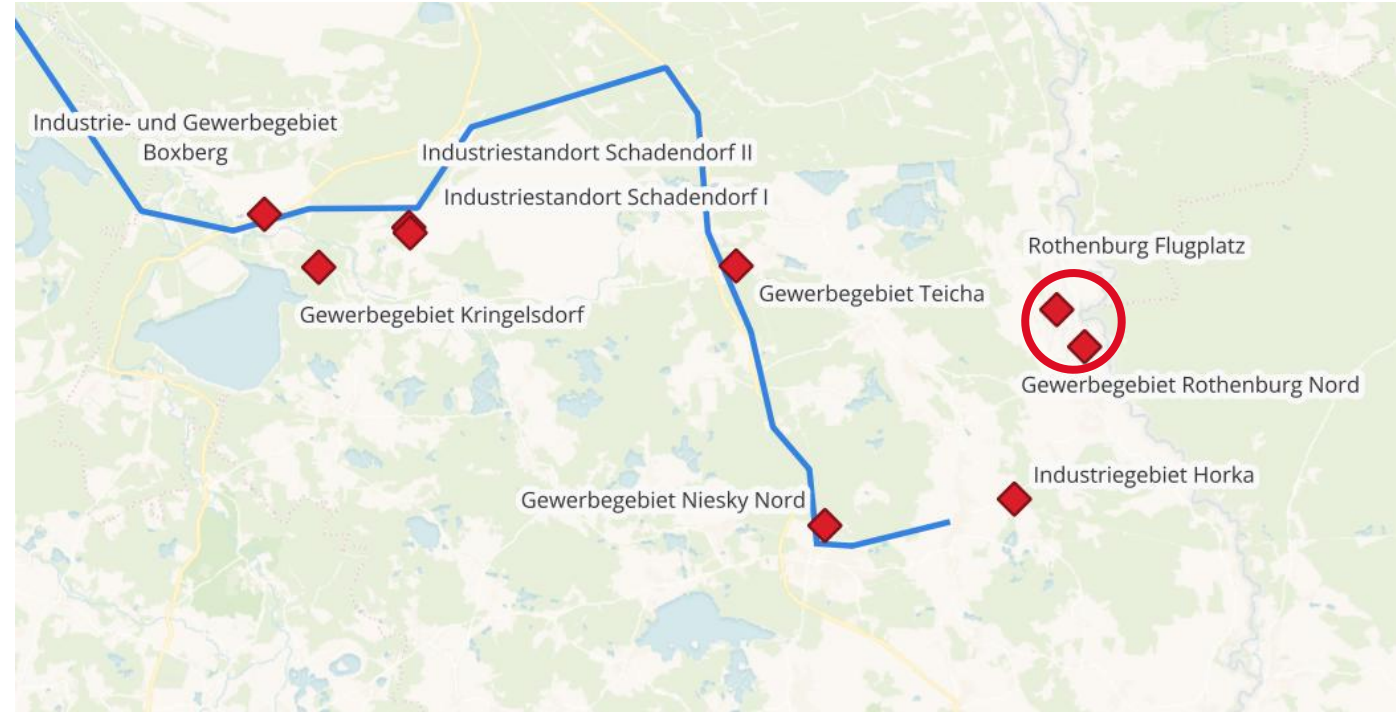 Industrie- und Gewerbegebiet
Boxberg
Industriestandort Schadendorf II
Industriestandort Schadendorf I
Rothenburg Flugplatz
Gewerbegebiet Teicha
Gewerbegebiet Kringelsdorf
Gewerbegebiet Rothenburg Nord
Industriegebiet Horka
Gewerbegebiet Niesky Nord